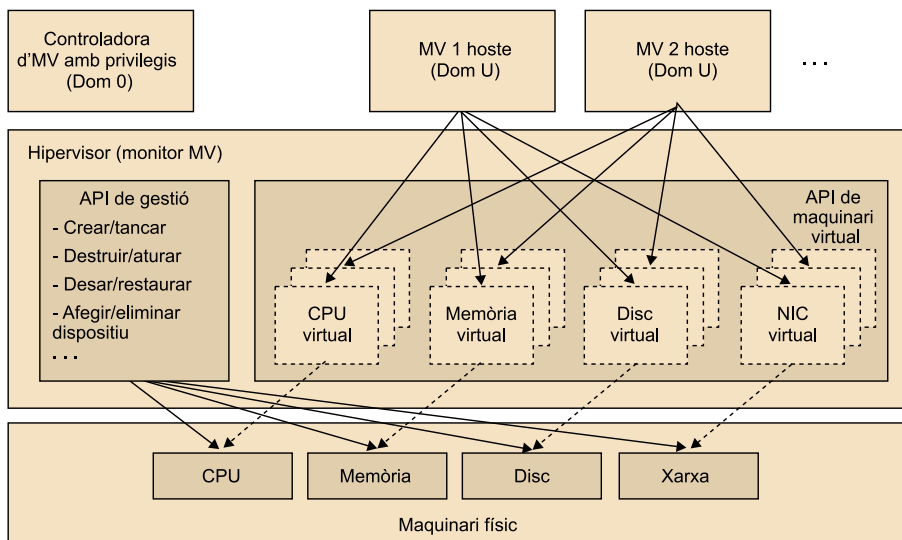 Controladora
d’MV amb privilegis
(Dom 0)
MV 1 hoste
(Dom U)
MV 2 hoste
(Dom U)
...
Hipervisor (monitor MV)
API de gestió
- Crear/tancar
- Destruir/aturar
- Desar/restaurar
- Afegir/eliminar
dispositiu
...
API de
maquinari
virtual
CPU
virtual
Memòria
virtual
Disc
virtual
NIC
virtual
CPU
Memòria
Disc
Xarxa
Maquinari físic